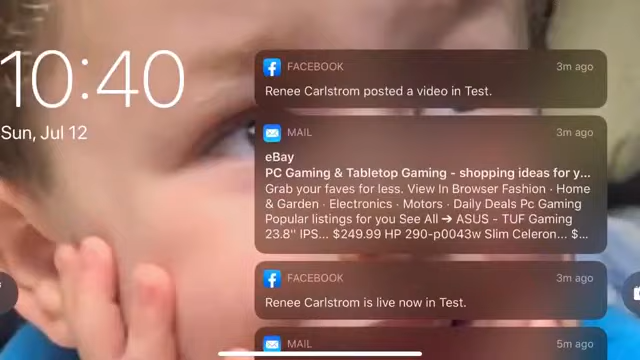 10:40
Sun, Jul 12
FACEBOOK 3m ago
Renee Carlstrom posted a video in Test.
MAIL 3m ago
eBay
PC Gaming & Tabletop Gaming - shopping ideas for y...
Grab your faves for less. View In Browser Fashion · Home
& Garden · Electronics · Motors · Daily Deals Pc Gaming
Popular listings for you See All ➔ ASUS - TUF Gaming
23.8" IPS... $249.99 HP 290-p0043w Slim Celeron... $...
FACEBOOK 3m ago
Renee Carlstrom is live now in Test.
MAIL 5m ago